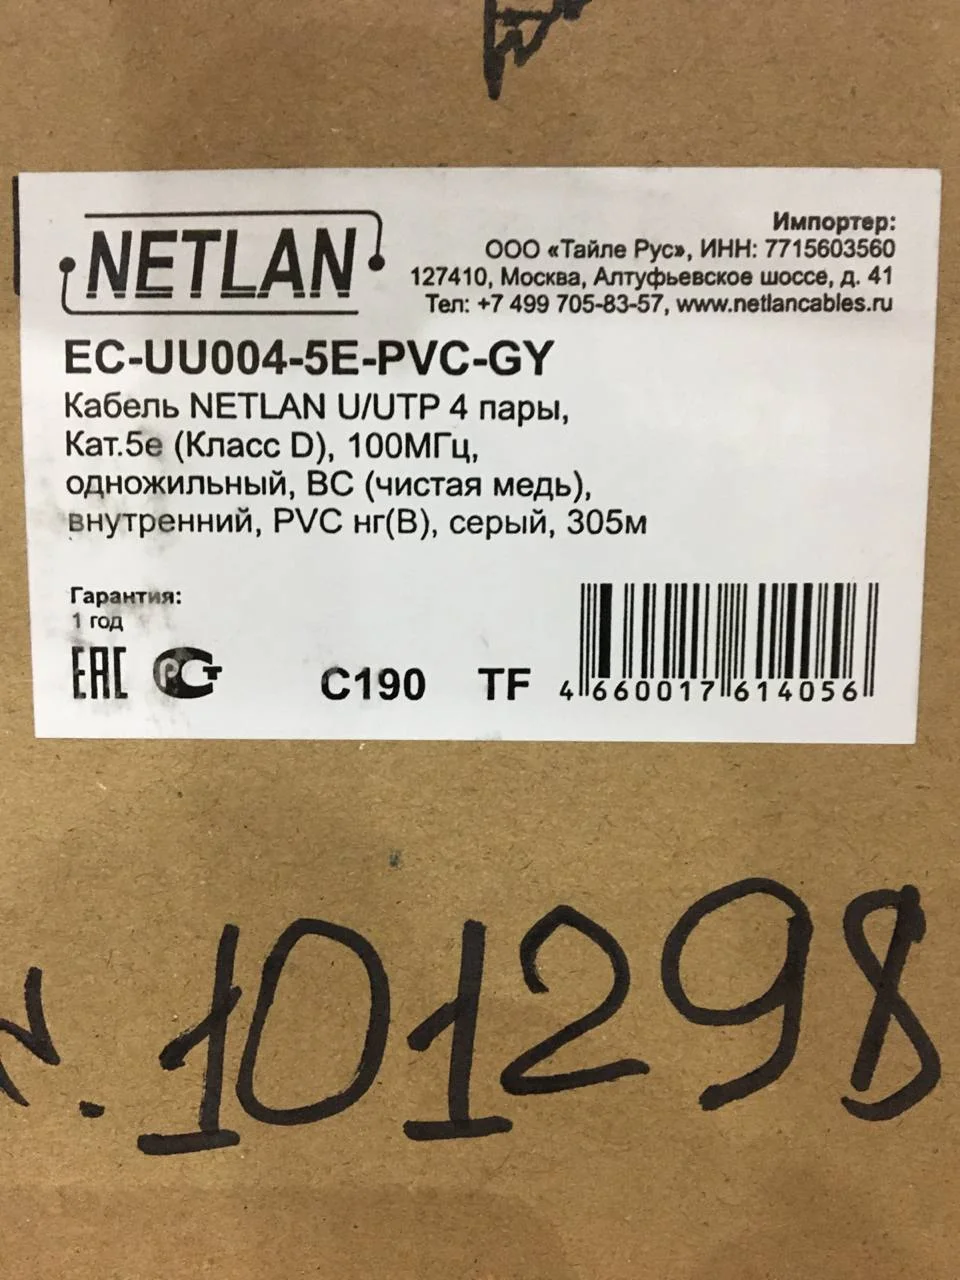 NETLAN
Импортер:
ООО «Тайле Рус», ИНН: 7715603560
127410, Москва, Алтуфьевское шоссе, д. 41
Тел: +7 499 705-83-57, www.netlancables.ru
EC-UU004-5E-PVC-GY
Кабель NETLAN U/UTP 4 пары,
Кат.5е (Класс D), 100МГц,
одножильный, BC (чистая медь),
внутренний, PVC нг(B), серый, 305м
Гарантия:
1 год
EAC РСТ
C190 TF 4 660017 614056
101298